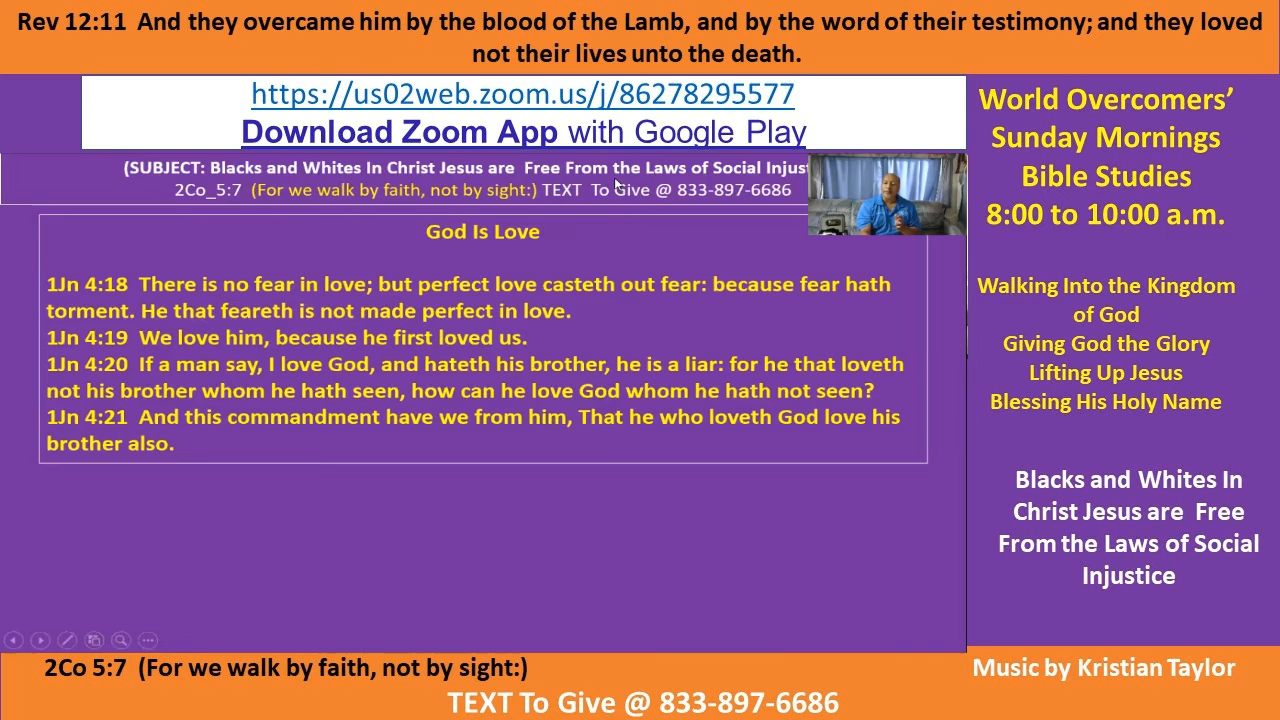 Rev 12:11 And they overcame him by the blood of the Lamb, and by the word of their testimony; and they loved
not their lives unto the death.
https://us02web.zoom.us/j/86278295577
Download Zoom App with Google Play
(SUBJECT: Blacks and Whites In Christ Jesus are Free From the Laws of Social Injust
2Co_5:7 (For we walk by faith, not by sight:) TEXT To Give @ 833-897-6686
God Is Love
1Jn 4:18 There is no fear in love; but perfect love casteth out fear: because fear hath
torment. He that feareth is not made perfect in love.
1Jn 4:19 We love him, because he first loved us.
1Jn 4:20 If a man say, I love God, and hateth his brother, he is a liar: for he that loveth
not his brother whom he hath seen, how can he love God whom he hath not seen?
1Jn 4:21 And this commandment have we from him, That he who loveth God love his
brother also.
World Overcomers’
Sunday Mornings
Bible Studies
8:00 to 10:00 a.m.
Walking Into the Kingdom
of God
Giving God the Glory
Lifting Up Jesus
Blessing His Holy Name
Blacks and Whites In
Christ Jesus are Free
From the Laws of Social
Injustice
2Co 5:7 (For we walk by faith, not by sight:)
Music by Kristian Taylor
TEXT To Give @ 833-897-6686